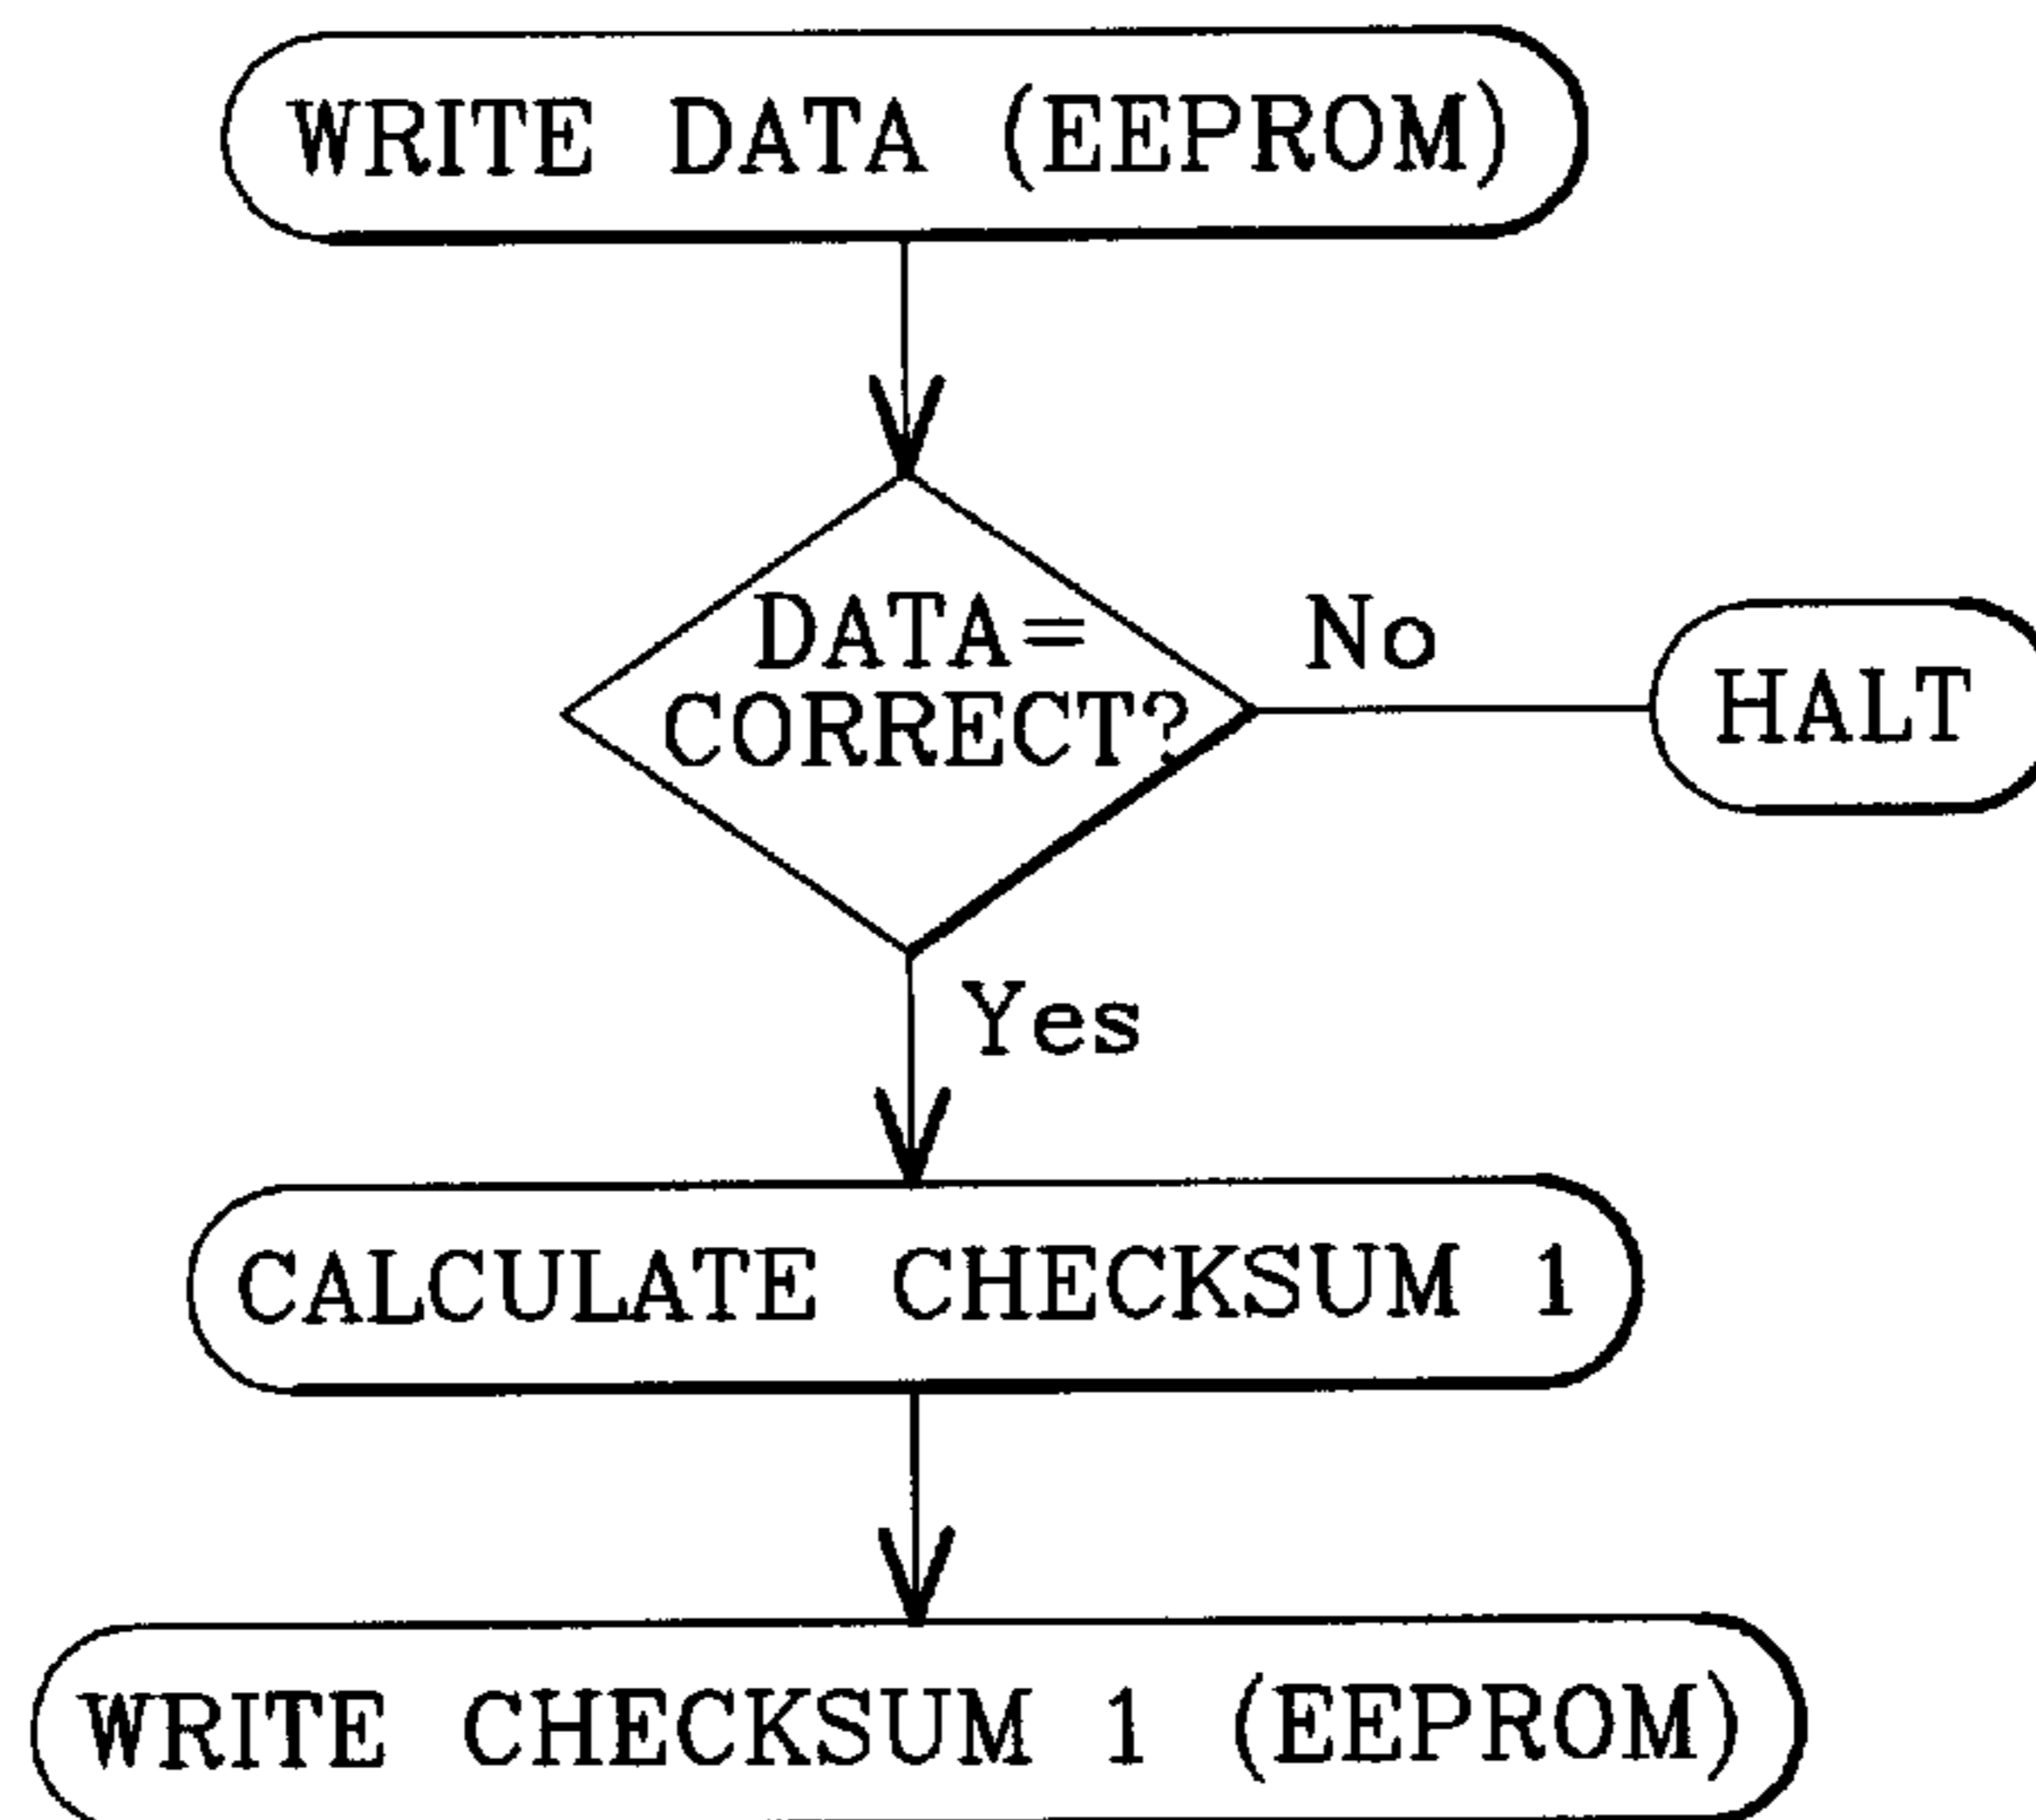 WRITE DATA (EEPROM)
DATA=
CORRECT?
No
HALT
Yes
CALCULATE CHECKSUM 1
WRITE CHECKSUM 1 (EEPROM)